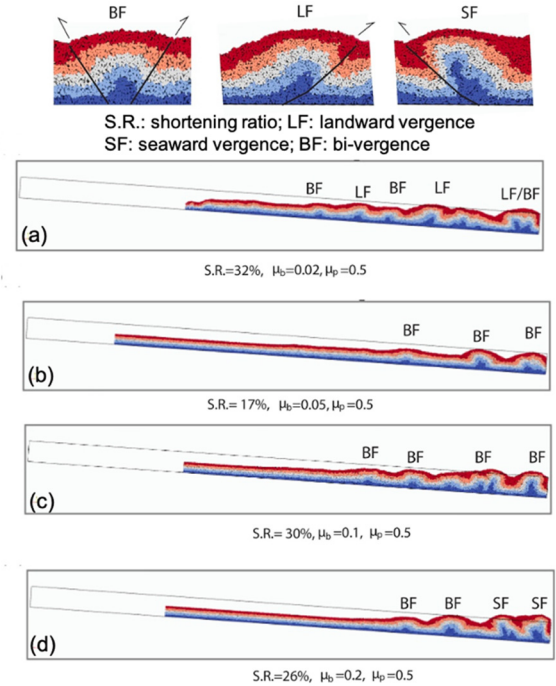 BF LF SF
S.R.: shortening ratio; LF: landward vergence
SF: seaward vergence; BF: bi-vergence
BF LF BF LF LF/BF
(a)
S.R.=32%, μb=0.02, μp=0.5
BF BF BF
(b)
S.R.= 17%, μb=0.05, μp=0.5
BF BF BF BF
(c)
S.R.= 30%, μb=0.1, μp=0.5
BF BF SF SF
(d)
S.R.=26%, μb=0.2, μp=0.5